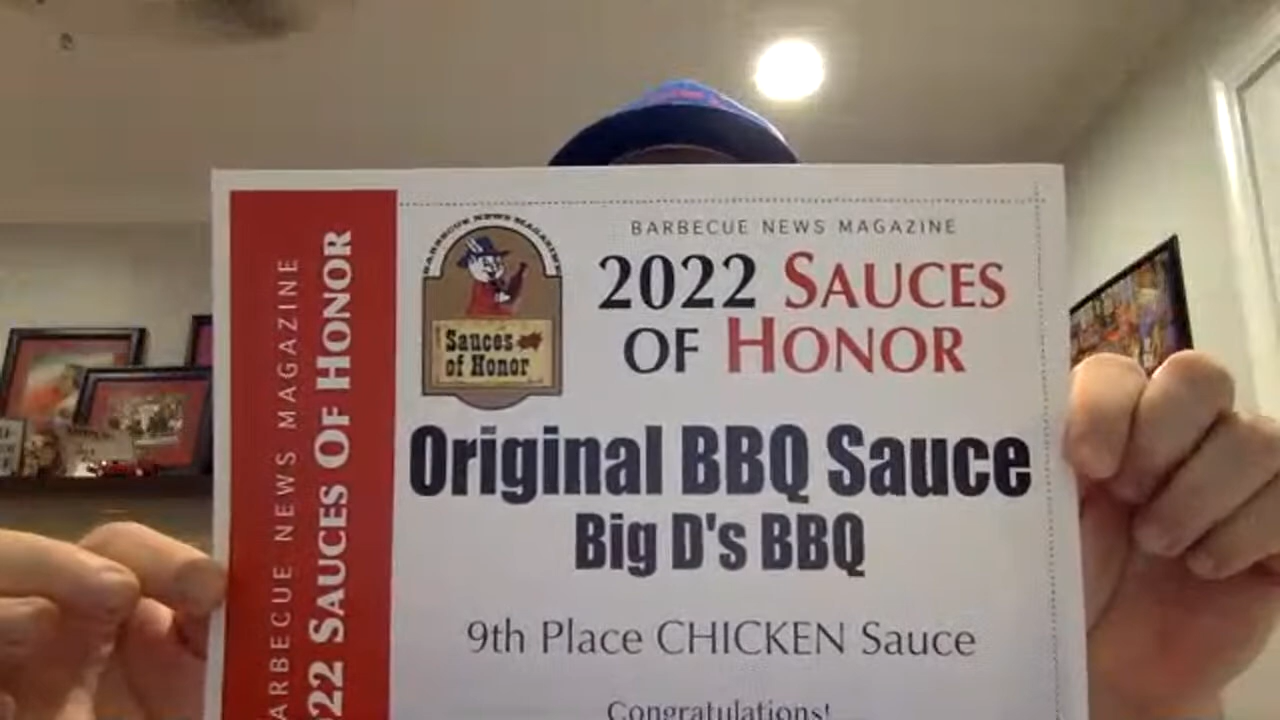 BARBECUE NEWS MAGAZINE
2022 SAUCES OF HONOR
BARBECUE NEWS MAGAZINE
Sauces
of Honor
BARBECUE NEWS MAGAZINE
2022 SAUCES
OF HONOR
Original BBQ Sauce
Big D's BBQ
9th Place CHICKEN Sauce
Congratulations!